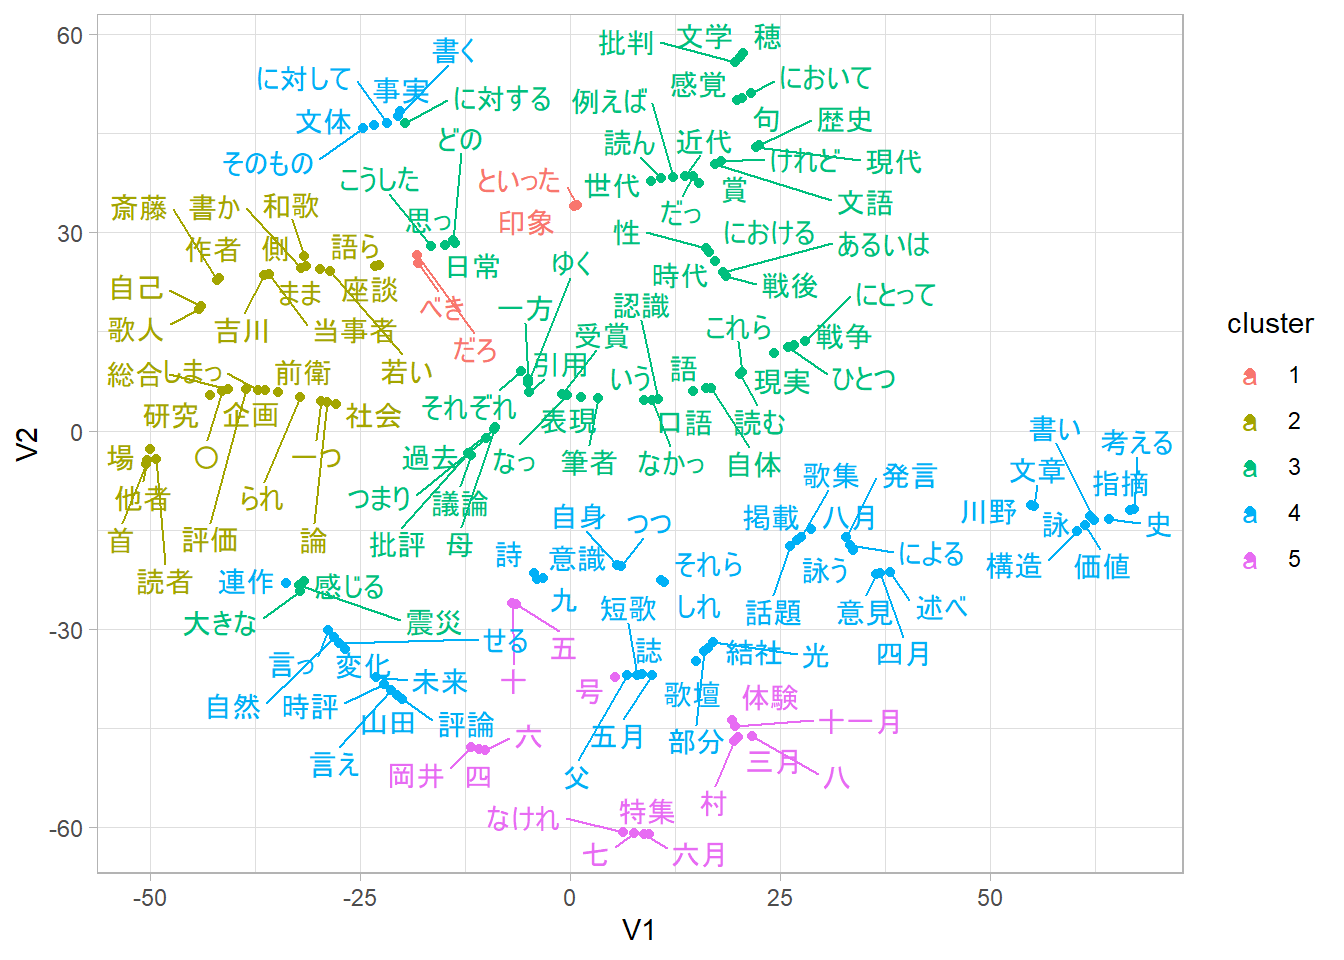 60
30
0
-30
-60
V2
-50
-25
0
25
50
V1
書く
に対して
事実
文体
そのもの
に対する
どの
こうした
思っ
日常
といった
印象
べき
だろ
批判
文学
穂
感覚
において
例えば
句
歴史
読ん
近代
けれど
現代
世代
だっ
賞
文語
性
における
あるいは
時代
戦後
斎藤
書か
和歌
作者
側
語ら
自己
まま
座談
歌人
吉川
当事者
若い
ゆく
一方
認識
受賞
引用
これら
にとって
戦争
語
現実
ひとつ
いう
それぞれ
表現
口語
読む
過去
なっ
筆者
なかっ
自体
つまり
議論
批評
母
総合
しまっ
前衛
研究
企画
社会
場
〇
一つ
他者
られ
首
評価
論
読者
連作
感じる
大きな
震災
自身
つつ
詩
意識
九
それら
しれ
短歌
誌
歌集
発言
掲載
八月
による
詠う
話題
意見
述べ
四月
書い
考える
文章
指摘
川野
詠
史
構造
価値
せる
言っ
変化
未来
自然
時評
山田
評論
言え
五
十
号
結社
光
歌壇
五月
部分
父
体験
十一月
三月
八
村
六
岡井
四
なけれ
特集
七
六月
cluster
a 1
a 2
a 3
a 4
a 5